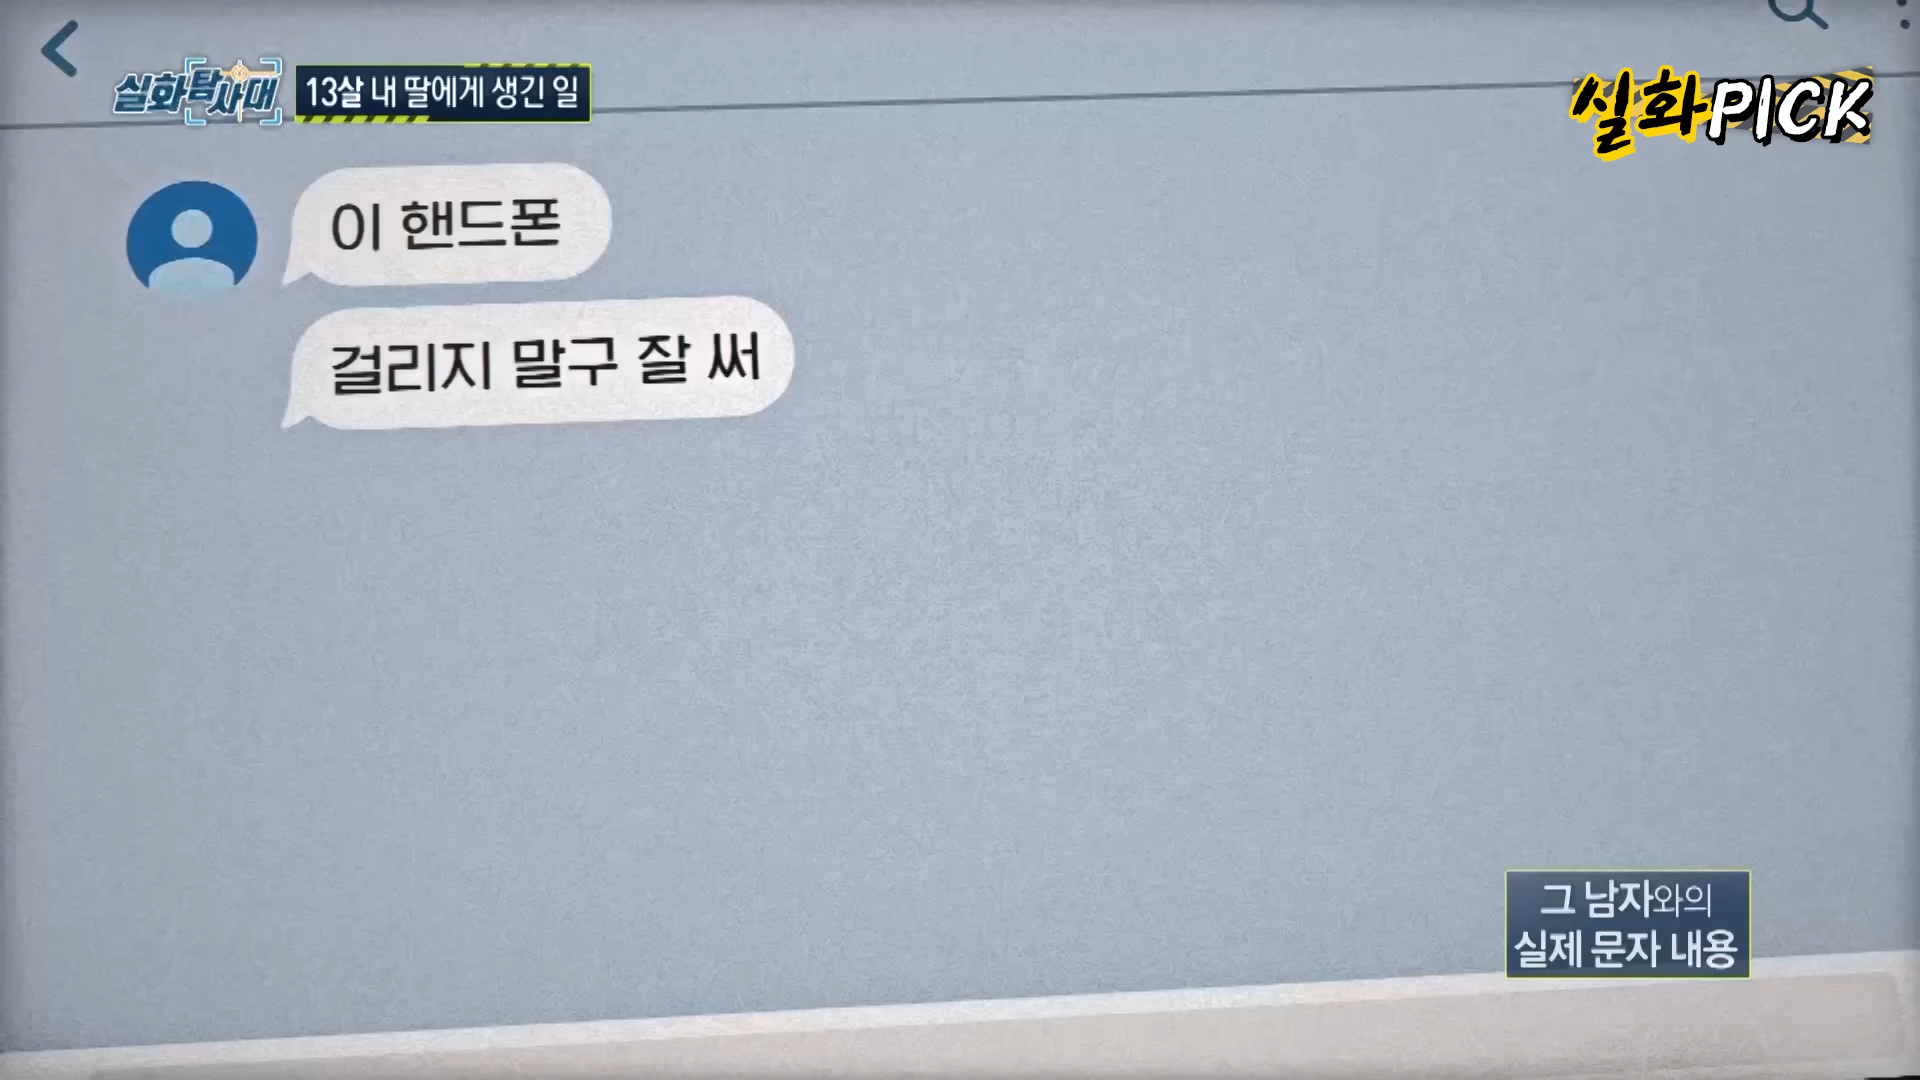 실화탐사대
13살 내 딸에게 생긴 일
실화PICK
이 핸드폰
걸리지 말구 잘 써
그 남자와의
실제 문자 내용